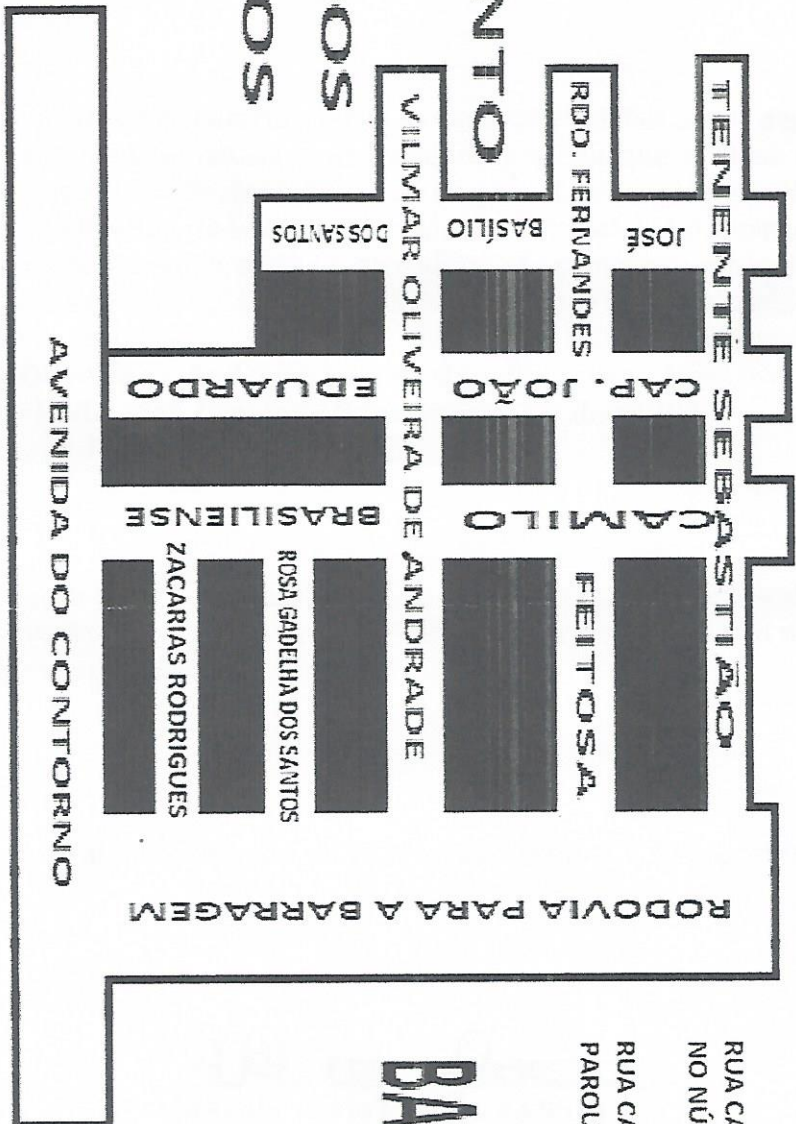 NTO
OS
OS
TENENTE SEBASTIÃO
RDO. FERNANDES FEITOSA
VILMAR OLIVEIRA DE ANDRADE
ROSA GADELHA DOS SANTOS
ZACARIAS RODRIGUES
AVENIDA DO CONTORNO
JOSÉ BASÍLIO DOS SANTOS
CAP. JOÃO EDUARDO
CAMILO BRASILIENSE
RODOVIA PARA A BARRAGEM
RUA CA
NO NÚ
RUA CA
BA